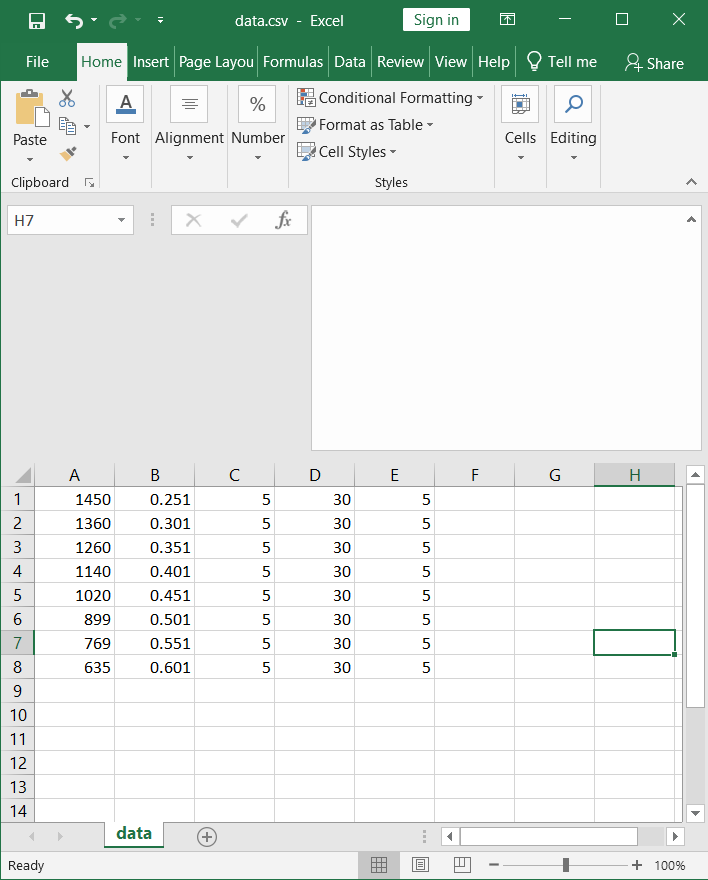 data.csv - Excel
Sign in
File Home Insert Page Layou Formulas Data Review View Help Tell me Share
Paste
Clipboard
A
Font
Alignment
%
Number
Conditional Formatting
Format as Table
Cell Styles
Styles
Cells
Editing
H7
fx
A B C D E F G H
1 1450 0.251 5 30 5
2 1360 0.301 5 30 5
3 1260 0.351 5 30 5
4 1140 0.401 5 30 5
5 1020 0.451 5 30 5
6 899 0.501 5 30 5
7 769 0.551 5 30 5
8 635 0.601 5 30 5
9
10
11
12
13
14
data
Ready
100%